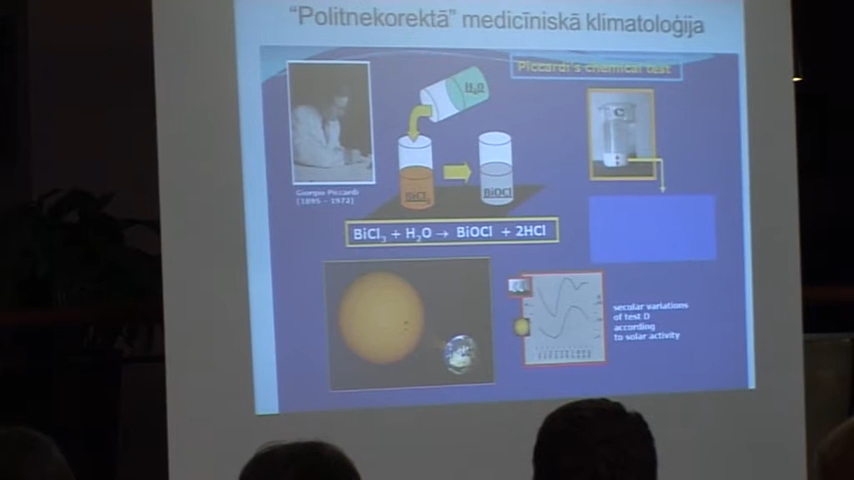 "Politnekorektā" medicīniskā klimatoloģija
Piccardi's chemical test
H₂O
Giorgio Piccardi
(1895 - 1972)
BiCl₃
BiOCl
BiCl₃ + H₂O → BiOCl + 2HCl
secular variations
of test D
according
to solar activity